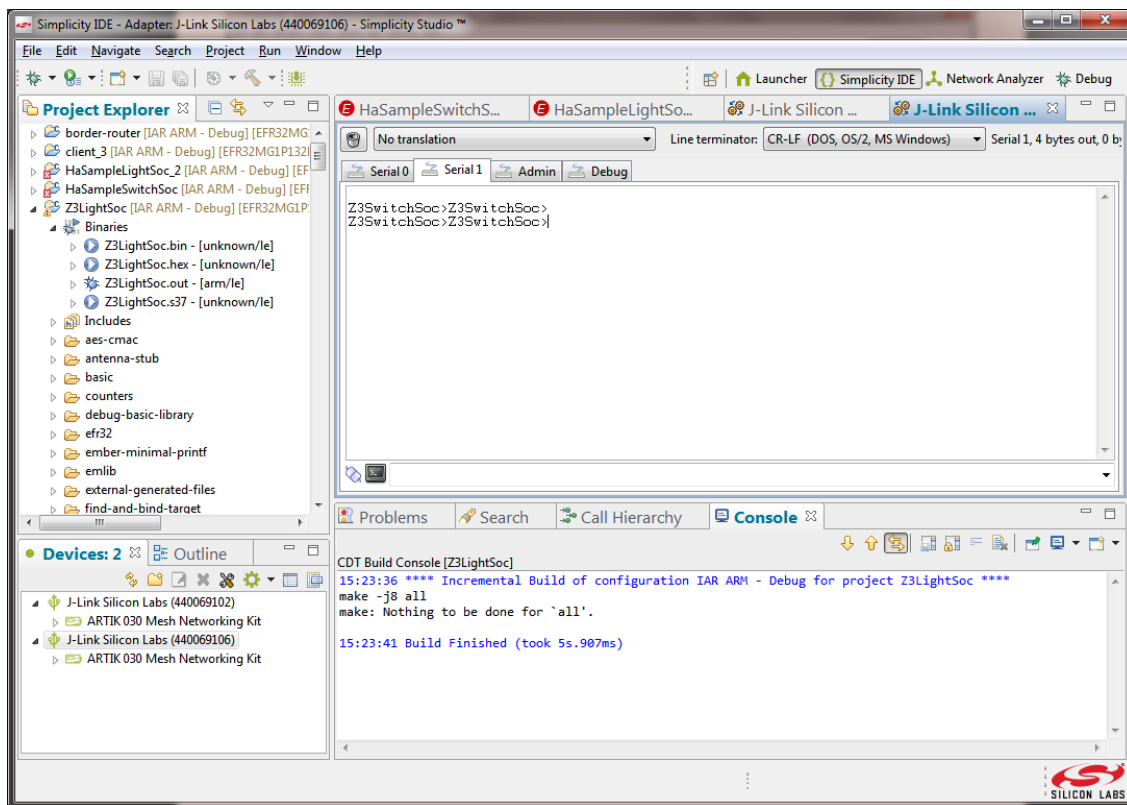 Simplicity IDE - Adapter: J-Link Silicon Labs (440069106) - Simplicity Studio ™
File Edit Navigate Search Project Run Window Help
Launcher Simplicity IDE Network Analyzer Debug
Project Explorer
border-router [IAR ARM - Debug] [EFR32MG
client_3 [IAR ARM - Debug] [EFR32MG1P132
HaSampleLightSoc_2 [IAR ARM - Debug] [EF
HaSampleSwitchSoc [IAR ARM - Debug] [EF
Z3LightSoc [IAR ARM - Debug] [EFR32MG1P
Binaries
Z3LightSoc.bin - [unknown/le]
Z3LightSoc.hex - [unknown/le]
Z3LightSoc.out - [arm/le]
Z3LightSoc.s37 - [unknown/le]
Includes
aes-cmac
antenna-stub
basic
counters
debug-basic-library
efr32
ember-minimal-printf
emlib
external-generated-files
find-and-bind-target
HaSampleSwitchS... HaSampleLightSo... J-Link Silicon ... J-Link Silicon ...
No translation Line terminator: CR-LF (DOS, OS/2, MS Windows) Serial 1, 4 bytes out, 0 b
Serial 0 Serial 1 Admin Debug
Z3SwitchSoc>Z3SwitchSoc>
Z3SwitchSoc>Z3SwitchSoc>
Problems Search Call Hierarchy Console
CDT Build Console [Z3LightSoc]
15:23:36 **** Incremental Build of configuration IAR ARM - Debug for project Z3LightSoc ****
make -j8 all
make: Nothing to be done for `all'.
15:23:41 Build Finished (took 5s.907ms)
Devices: 2 Outline
J-Link Silicon Labs (440069102)
ARTIK 030 Mesh Networking Kit
J-Link Silicon Labs (440069106)
ARTIK 030 Mesh Networking Kit
SILICON LABS